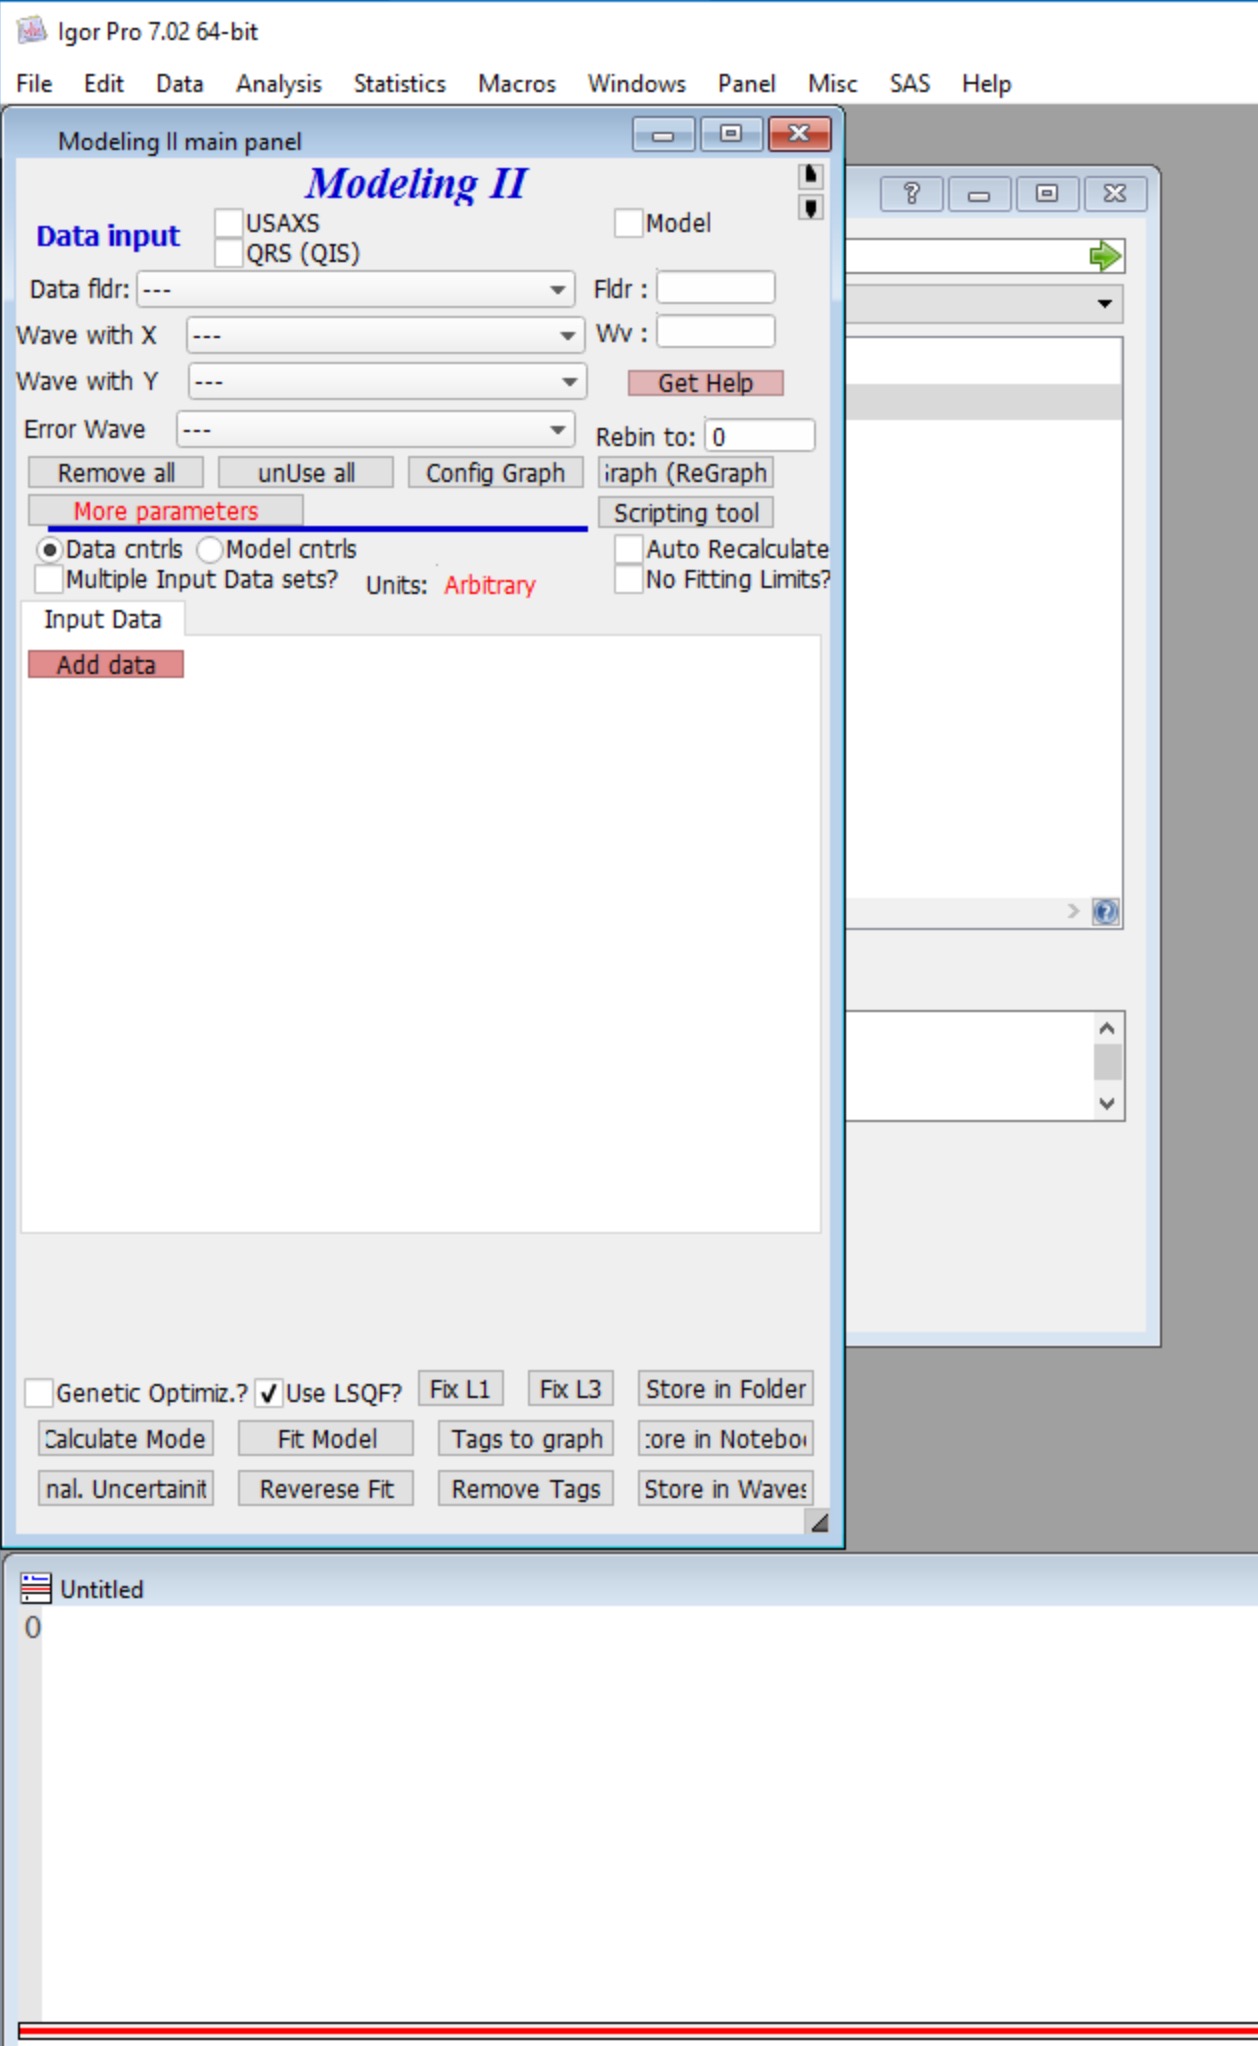 Igor Pro 7.02 64-bit
File Edit Data Analysis Statistics Macros Windows Panel Misc SAS Help
Modeling II main panel
Modeling II
Data input
USAXS
Model
QRS (QIS)
Data fldr: ---
Fldr :
Wave with X ---
Wv :
Wave with Y ---
Get Help
Error Wave ---
Rebin to: 0
Remove all unUse all Config Graph raph (ReGraph
More parameters
Scripting tool
Data cntrls Model cntrls
Auto Recalculate
Multiple Input Data sets? Units: Arbitrary
No Fitting Limits?
Input Data
Add data
Genetic Optimiz.? Use LSQF? Fix L1 Fix L3 Store in Folder
Calculate Mode Fit Model Tags to graph tore in Notebo
nal. Uncertainit Reverese Fit Remove Tags Store in Waves
Untitled
0